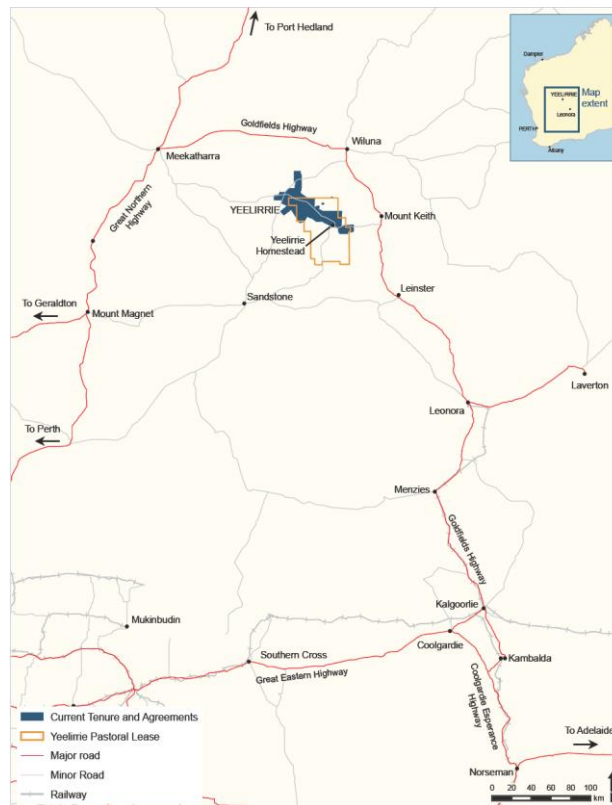 To Port Hedland
Dampier
YEELIRRIE
Leonora
PERTH
Albany
Map
extent
Goldfields Highway
Meekatharra
Wiluna
Great Northern
Highway
YEELIRRIE
Mount Keith
Yeelirrie
Homestead
To Geraldton
Sandstone
Leinster
Mount Magnet
Laverton
Leonora
To Perth
Menzies
Goldfields Highway
Kalgoorlie
Mukinbudin
Coolgardie
Southern Cross
Kambalda
Great Eastern Highway
Coolgardie Esperance
Highway
Current Tenure and Agreements
Yeelirrie Pastoral Lease
To Adelaide
Major road
Minor Road
Norseman
Railway
0 20 40 60 80 100
km